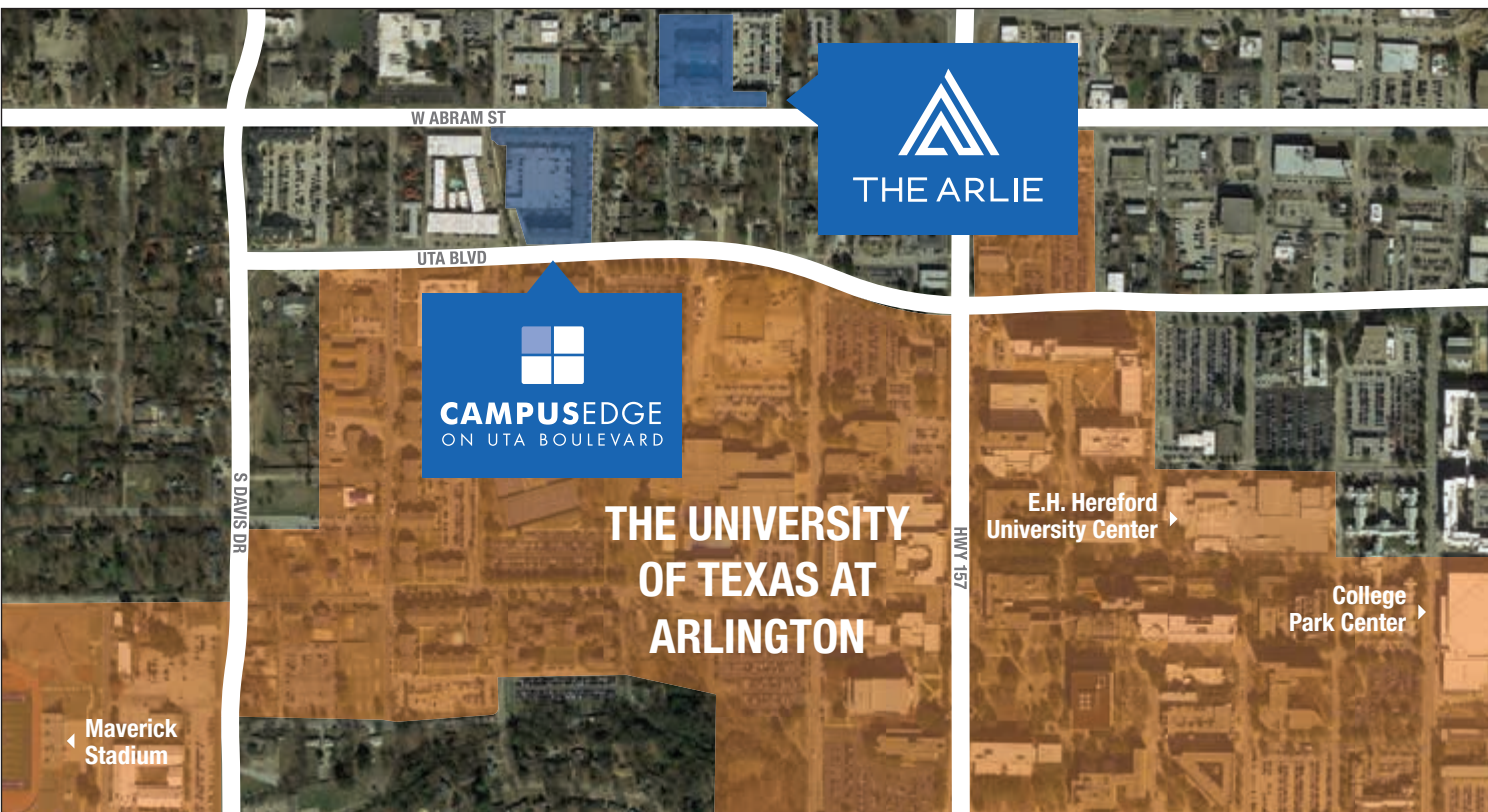 W ABRAM ST
THE ARLIE
UTA BLVD
CAMPUSEDGE
ON UTA BOULEVARD
S DAVIS DR
HWY 157
THE UNIVERSITY
OF TEXAS AT
ARLINGTON
E.H. Hereford
University Center
College
Park Center
Maverick
Stadium